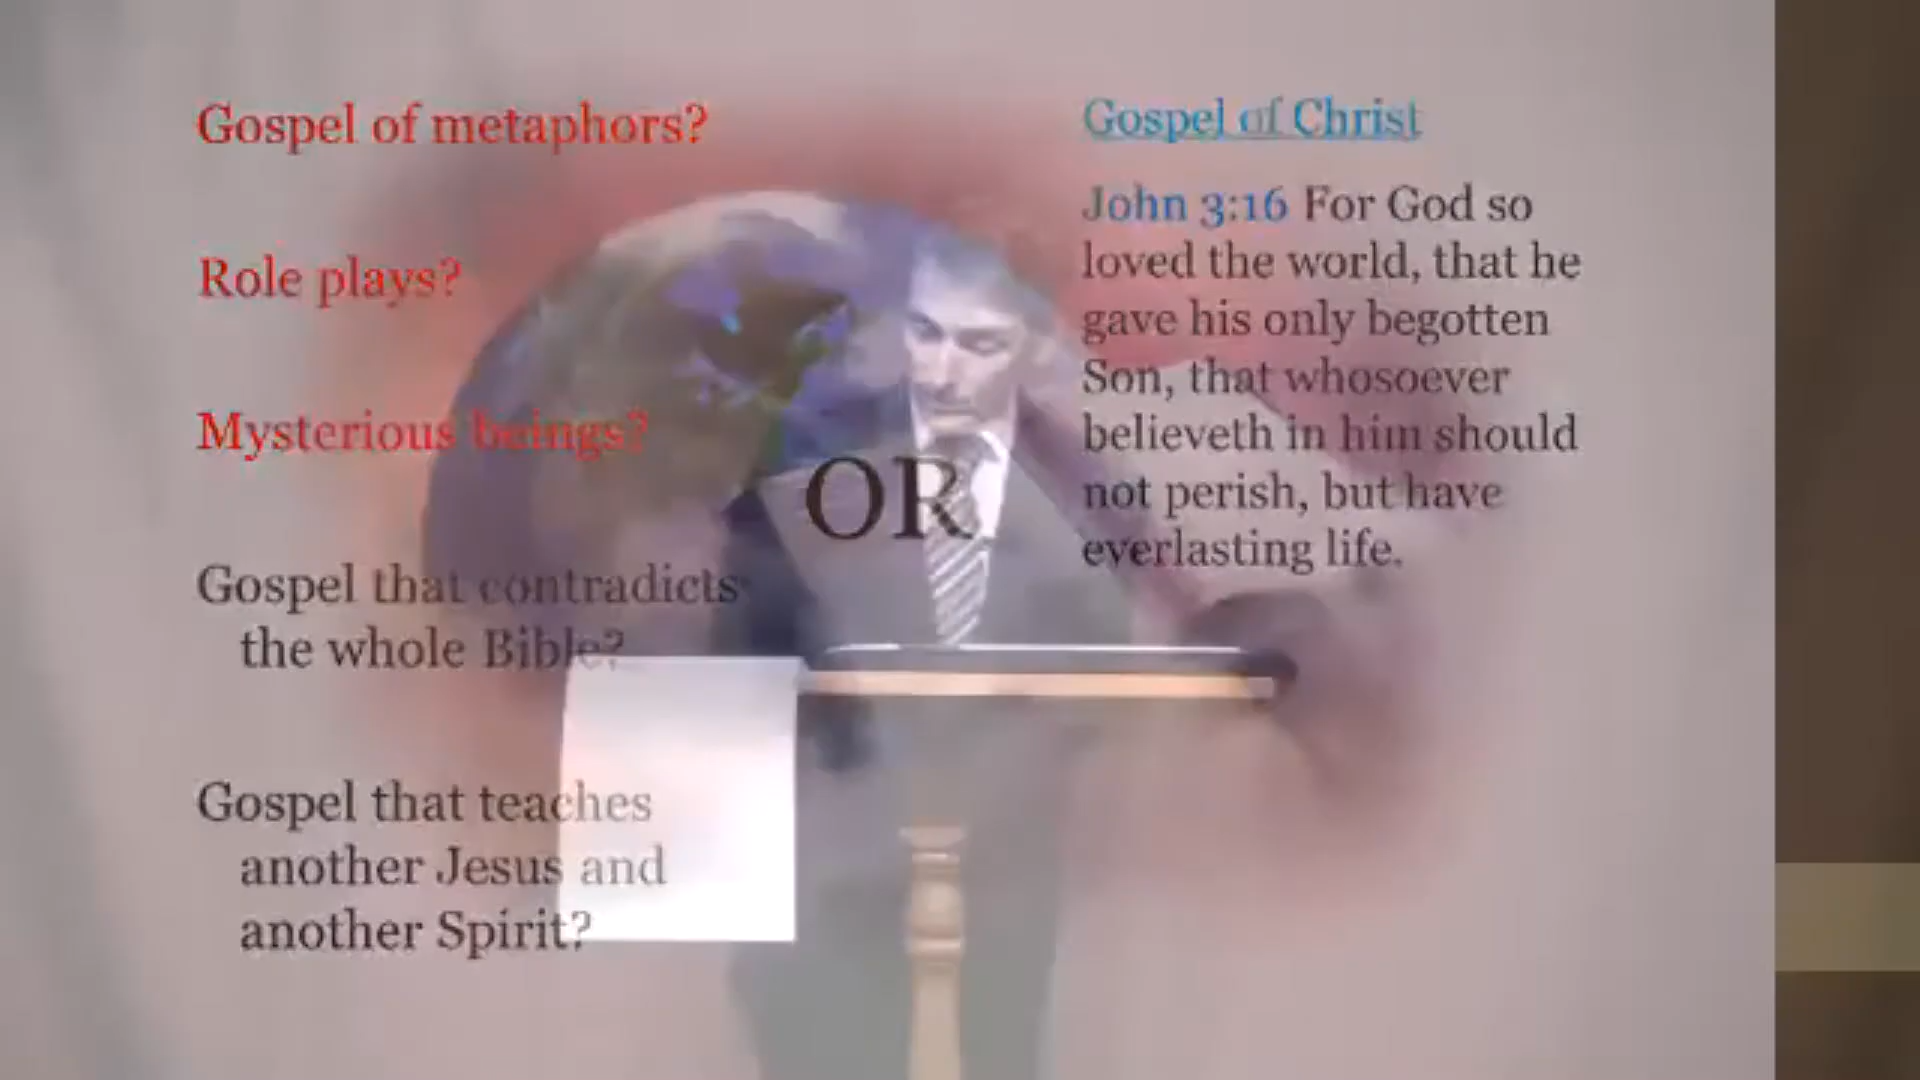 Gospel of metaphors?
Role plays?
Mysterious beings?
Gospel that contradicts
the whole Bible?
Gospel that teaches
another Jesus and
another Spirit?
OR
Gospel of Christ
John 3:16 For God so
loved the world, that he
gave his only begotten
Son, that whosoever
believeth in him should
not perish, but have
everlasting life.